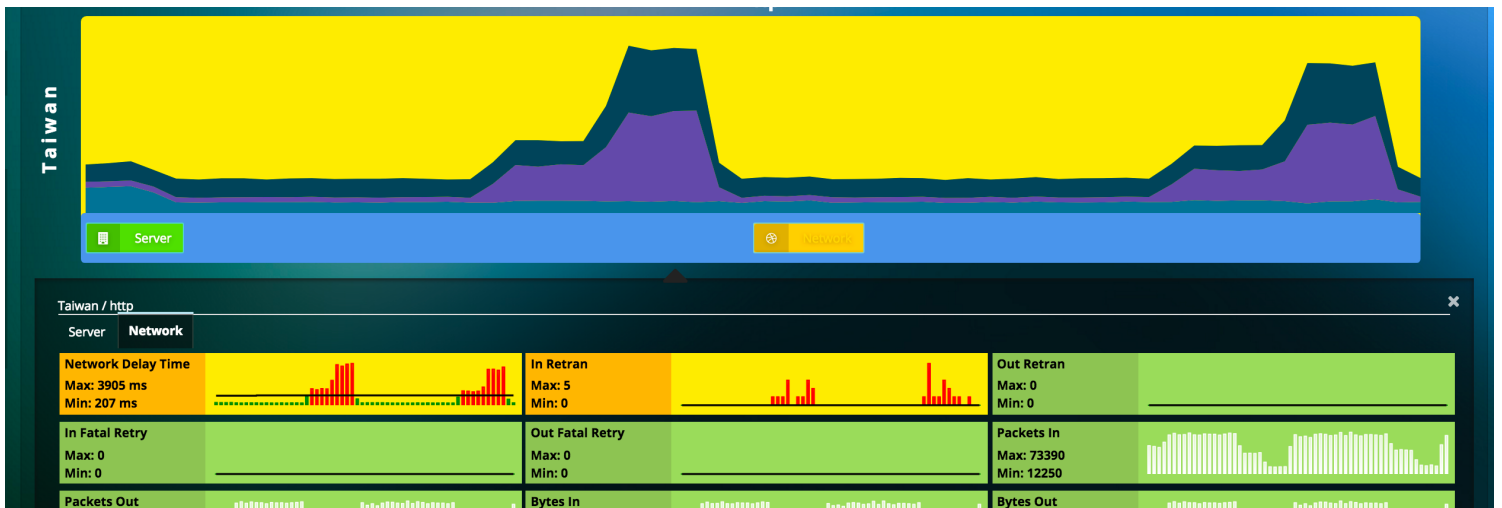 Taiwan
Server
Network
Taiwan / http
Server
Network
Network Delay Time
Max: 3905 ms
Min: 207 ms
In Retran
Max: 5
Min: 0
Out Retran
Max: 0
Min: 0
In Fatal Retry
Max: 0
Min: 0
Out Fatal Retry
Max: 0
Min: 0
Packets In
Max: 73390
Min: 12250
Packets Out
Bytes In
Bytes Out